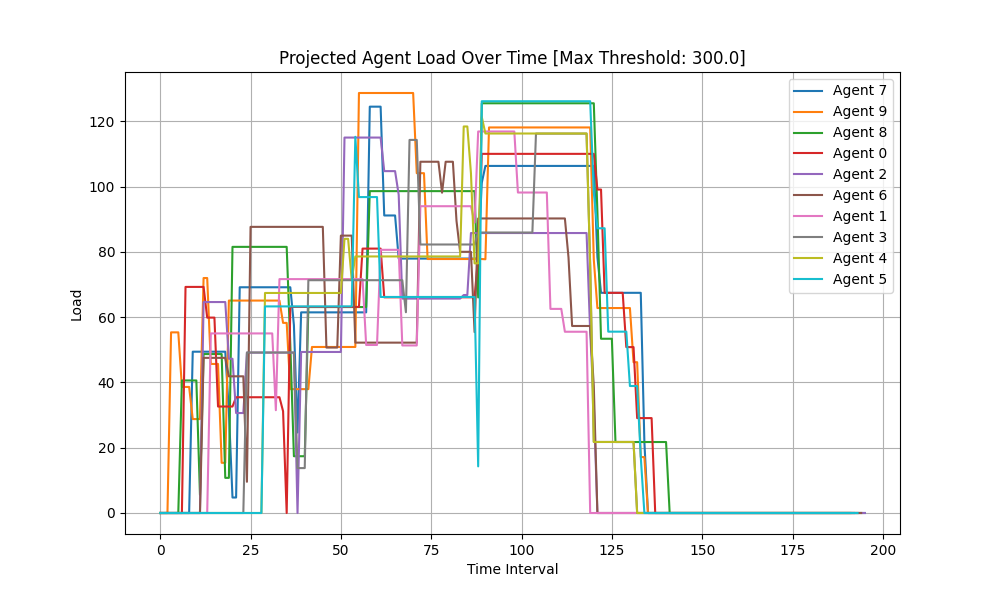 Projected Agent Load Over Time [Max Threshold: 300.0]
Load
120
100
80
60
40
20
0
0 25 50 75 100 125 150 175 200
Time Interval
Agent 7
Agent 9
Agent 8
Agent 0
Agent 2
Agent 6
Agent 1
Agent 3
Agent 4
Agent 5